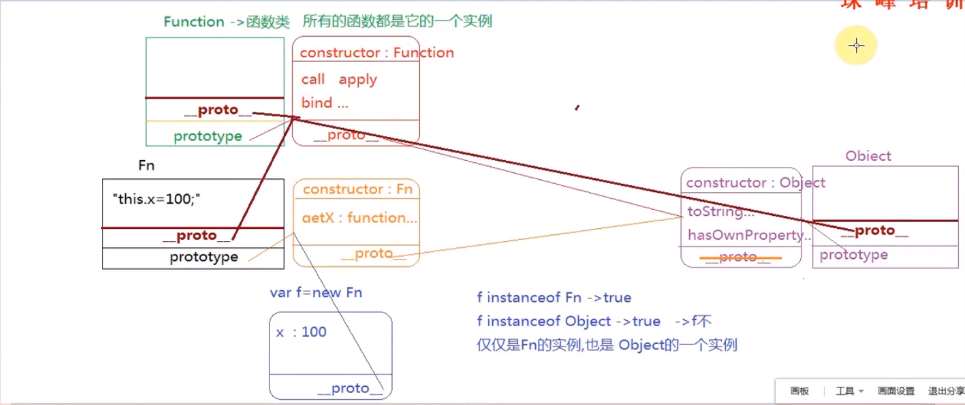 珠峰培训
Function ->函数类 所有的函数都是它的一个实例
__proto__
prototype
constructor : Function
call apply
bind ...
__proto__
Fn
"this.x=100;"
__proto__
prototype
constructor : Fn
getX : function...
__proto__
Object
constructor : Object
toString...
hasOwnProperty..
__proto__
__proto__
prototype
var f=new Fn
x : 100
__proto__
f instanceof Fn ->true
f instanceof Object ->true ->f不
仅仅是Fn的实例,也是 Object的一个实例
画板 工具 画面设置 退出分享